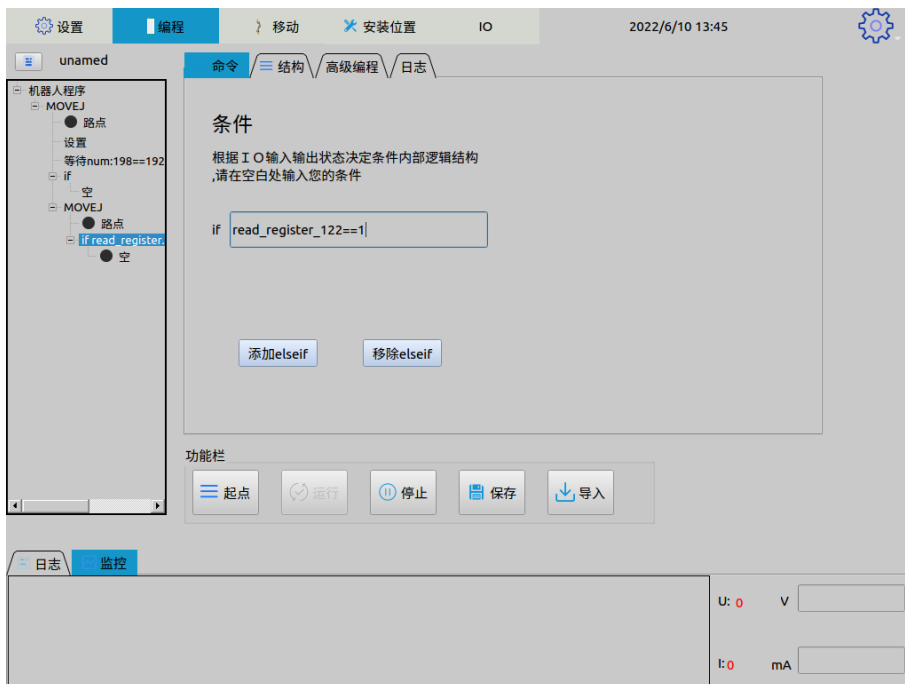 设置 编程 移动 安装位置 IO 2022/6/10 13:45
unamed
命令 结构 高级编程 日志
机器人程序
MOVEJ
路点
设置
等待num:198==192
if
空
MOVEJ
路点
if read_register.
空
条件
根据ＩＯ输入输出状态决定条件内部逻辑结构
,请在空白处输入您的条件
if read_register_122==1
添加elseif 移除elseif
功能栏
起点 运行 停止 保存 导入
日志 监控
U: 0 V
I: 0 mA